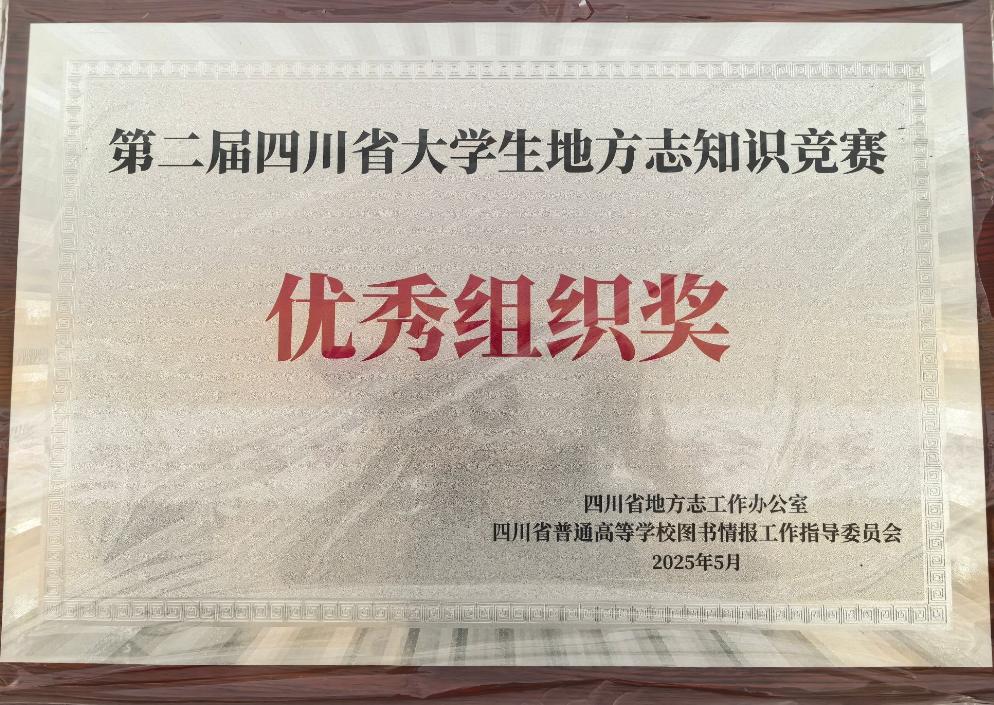 第二届四川省大学生地方志知识竞赛
优秀组织奖
四川省地方志工作办公室
四川省普通高等学校图书情报工作指导委员会
2025年5月